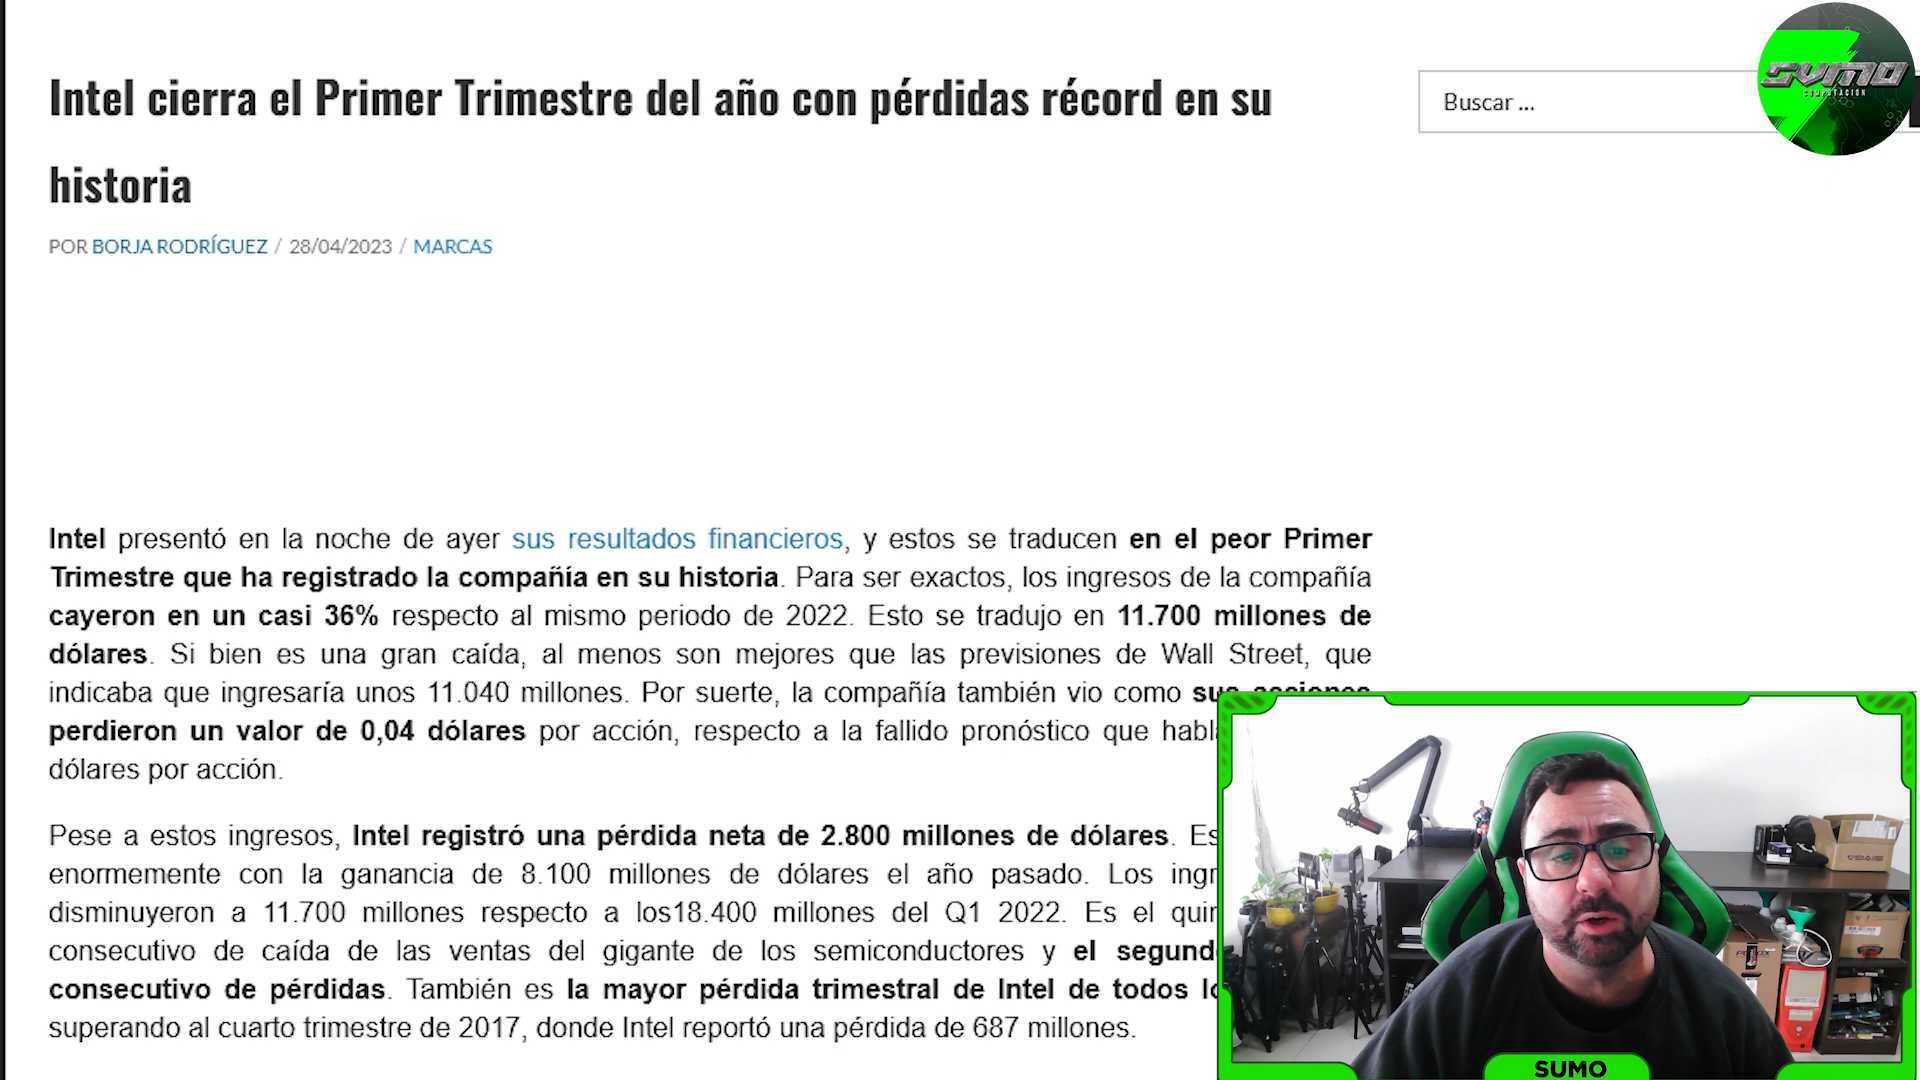 Intel cierra el Primer Trimestre del año con pérdidas récord en su
historia
POR BORJA RODRÍGUEZ / 28/04/2023 / MARCAS
Buscar ...
SUMO
COMPUTACIÓN
Intel presentó en la noche de ayer sus resultados financieros, y estos se traducen en el peor Primer
Trimestre que ha registrado la compañía en su historia. Para ser exactos, los ingresos de la compañía
cayeron en un casi 36% respecto al mismo periodo de 2022. Esto se tradujo en 11.700 millones de
dólares. Si bien es una gran caída, al menos son mejores que las previsiones de Wall Street, que
indicaba que ingresaría unos 11.040 millones. Por suerte, la compañía también vio como sus acciones
perdieron un valor de 0,04 dólares por acción, respecto a la fallido pronóstico que
dólares por acción.
Pese a estos ingresos, Intel registró una pérdida neta de 2.800 millones de dólares.
enormemente con la ganancia de 8.100 millones de dólares el año pasado. Los
disminuyeron a 11.700 millones respecto a los18.400 millones del Q1 2022. Es el
consecutivo de caída de las ventas del gigante de los semiconductores y el
consecutivo de pérdidas. También es la mayor pérdida trimestral de Intel de todos
superando al cuarto trimestre de 2017, donde Intel reportó una pérdida de 687 millones.
SUMO